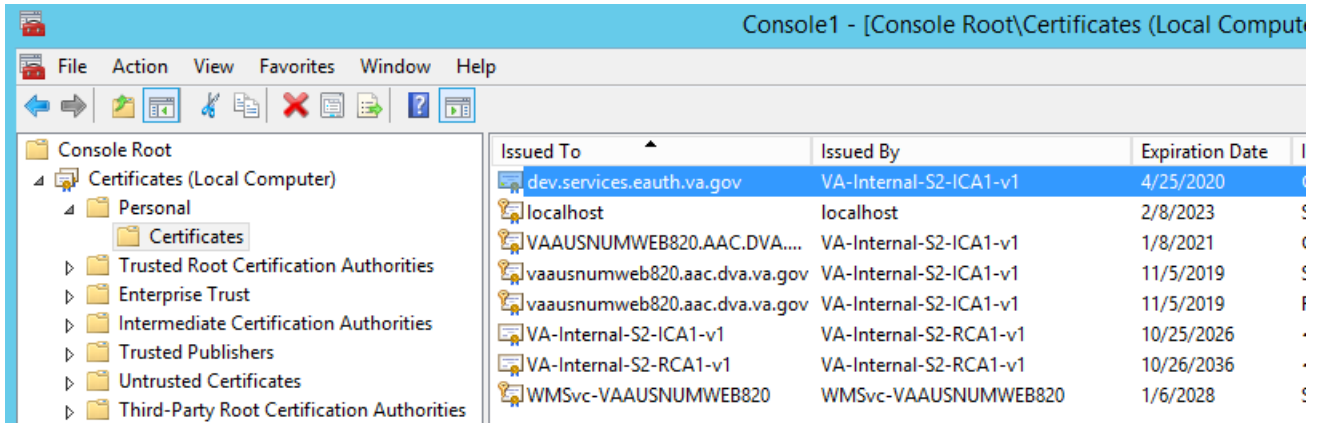 Console1 - [Console Root\Certificates (Local Compute
File Action View Favorites Window Help
Console Root
Certificates (Local Computer)
Personal
Certificates
Trusted Root Certification Authorities
Enterprise Trust
Intermediate Certification Authorities
Trusted Publishers
Untrusted Certificates
Third-Party Root Certification Authorities
Issued To Issued By Expiration Date
dev.services.eauth.va.gov VA-Internal-S2-ICA1-v1 4/25/2020
localhost localhost 2/8/2023
VAAUSNUMWEB820.AAC.DVA.... VA-Internal-S2-ICA1-v1 1/8/2021
vaausnumweb820.aac.dva.va.gov VA-Internal-S2-ICA1-v1 11/5/2019
vaausnumweb820.aac.dva.va.gov VA-Internal-S2-ICA1-v1 11/5/2019
VA-Internal-S2-ICA1-v1 VA-Internal-S2-RCA1-v1 10/25/2026
VA-Internal-S2-RCA1-v1 VA-Internal-S2-RCA1-v1 10/26/2036
WMSvc-VAAUSNUMWEB820 WMSvc-VAAUSNUMWEB820 1/6/2028